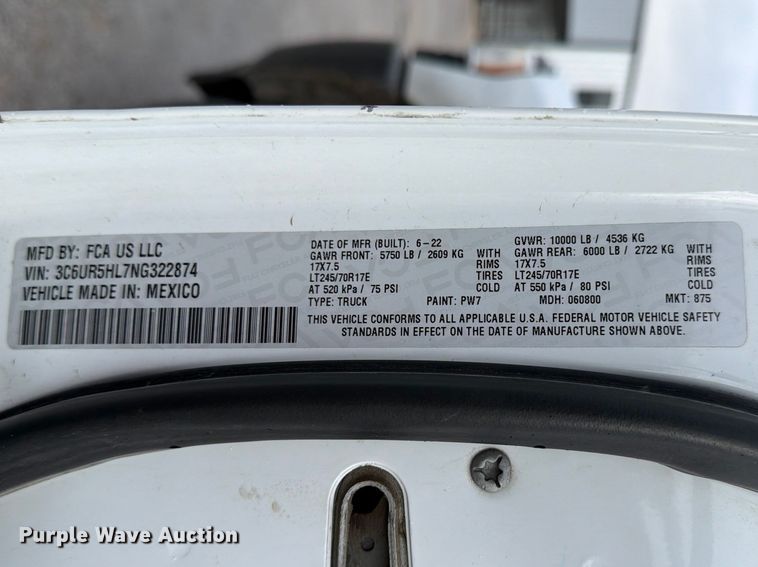 MFD BY: FCA US LLC
VIN: 3C6UR5HL7NG322874
VEHICLE MADE IN: MEXICO
DATE OF MFR (BUILT): 6-22
GAWR FRONT: 5750 LB / 2609 KG WITH
17X7.5 RIMS
LT245/70R17E TIRES
AT 520 kPa / 75 PSI COLD
TYPE: TRUCK PAINT: PW7
GVWR: 10000 LB / 4536 KG
GAWR REAR: 6000 LB / 2722 KG WITH
17X7.5 RIMS
LT245/70R17E TIRES
AT 550 kPa / 80 PSI COLD
MDH: 060800 MKT: 875
THIS VEHICLE CONFORMS TO ALL APPLICABLE U.S.A. FEDERAL MOTOR VEHICLE SAFETY
STANDARDS IN EFFECT ON THE DATE OF MANUFACTURE SHOWN ABOVE.
Purple Wave Auction